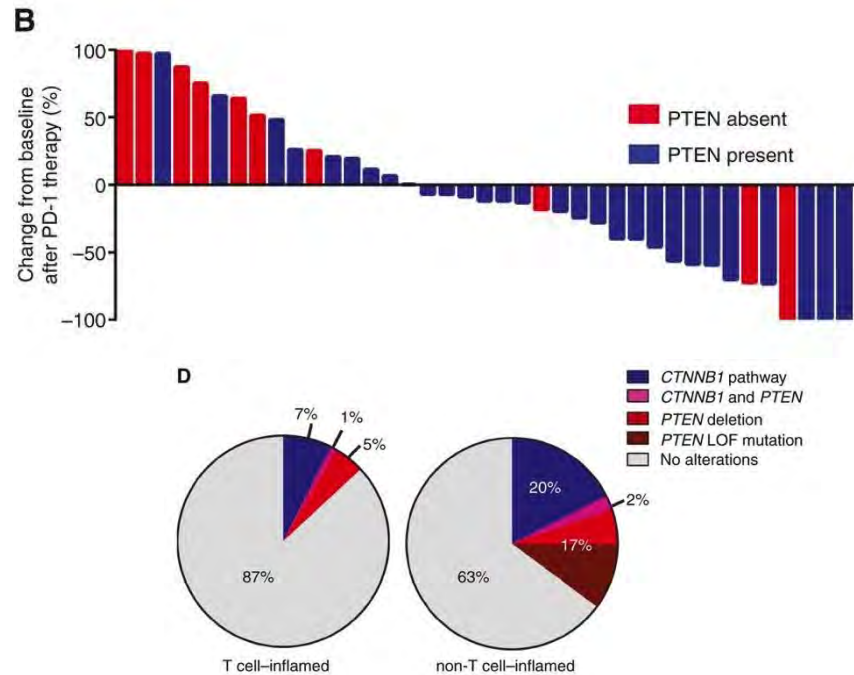 B
Change from baseline
after PD-1 therapy (%)
100
50
0
−50
−100
PTEN absent
PTEN present
D
7%
1%
5%
87%
T cell–inflamed
20%
2%
17%
63%
non-T cell–inflamed
CTNNB1 pathway
CTNNB1 and PTEN
PTEN deletion
PTEN LOF mutation
No alterations